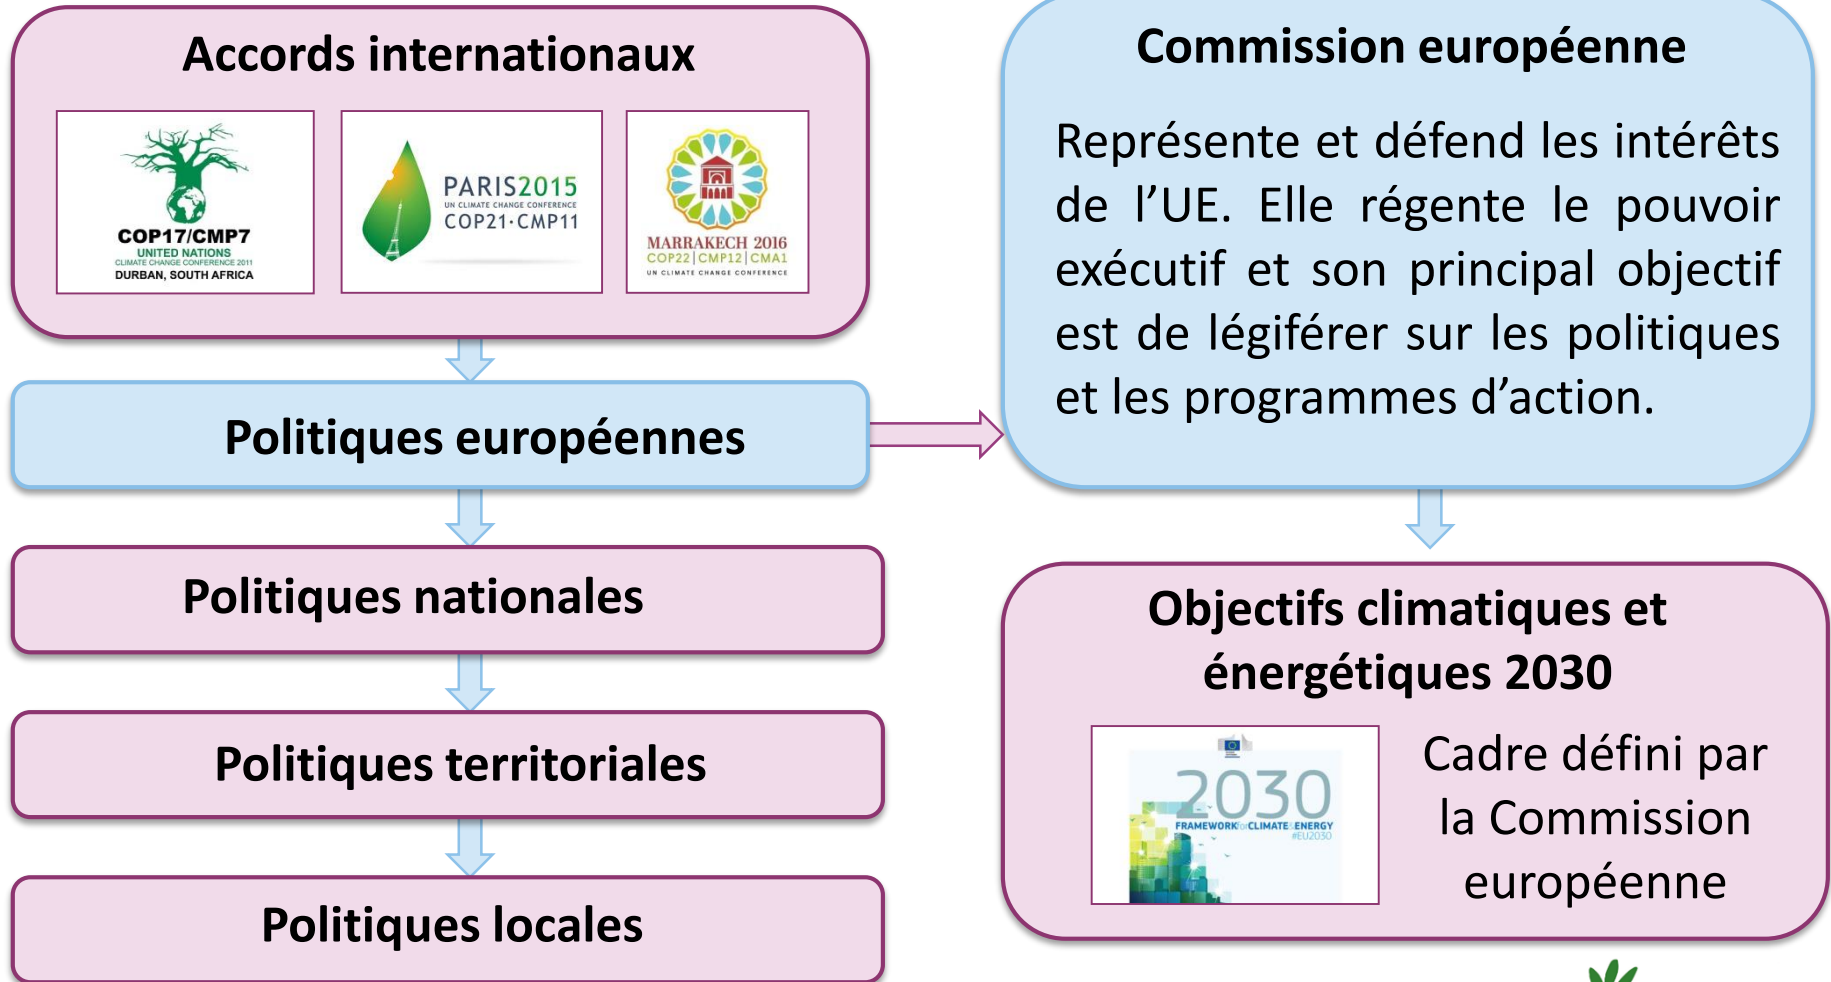 Accords internationaux
COP17/CMP7
UNITED NATIONS
CLIMATE CHANGE CONFERENCE 2011
DURBAN, SOUTH AFRICA
PARIS2015
UN CLIMATE CHANGE CONFERENCE
COP21·CMP11
MARRAKECH 2016
COP22|CMP12|CMA1
UN CLIMATE CHANGE CONFERENCE
Politiques européennes
Politiques nationales
Politiques territoriales
Politiques locales
Commission européenne
Représente et défend les intérêts
de l’UE. Elle régente le pouvoir
exécutif et son principal objectif
est de légiférer sur les politiques
et les programmes d’action.
Objectifs climatiques et
énergétiques 2030
2030
FRAMEWORK for CLIMATE & ENERGY
#EU2030
Cadre défini par
la Commission
européenne